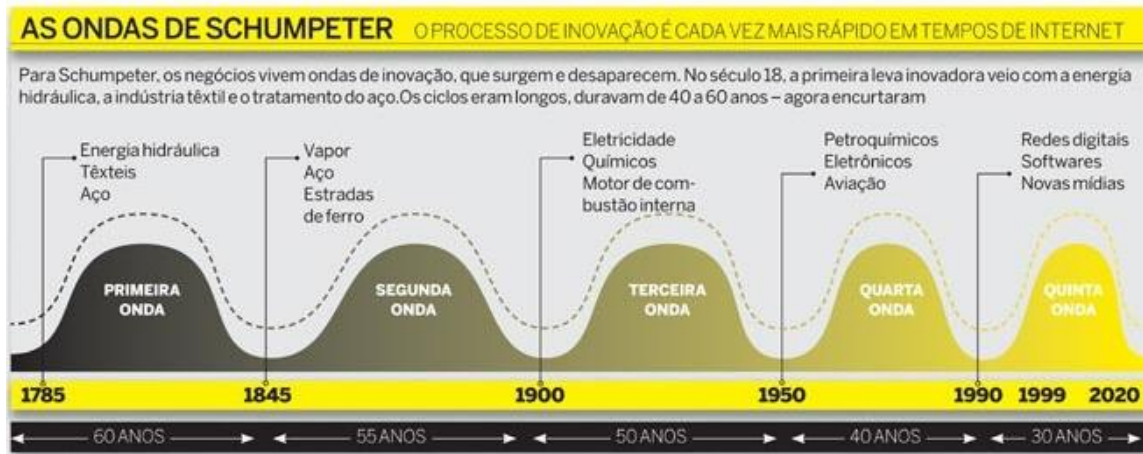 AS ONDAS DE SCHUMPETER O PROCESSO DE INOVAÇÃO É CADA VEZ MAIS RÁPIDO EM TEMPOS DE INTERNET
Para Schumpeter, os negócios vivem ondas de inovação, que surgem e desaparecem. No século 18, a primeira leva inovadora veio com a energia
hidráulica, a indústria têxtil e o tratamento do aço. Os ciclos eram longos, duravam de 40 a 60 anos – agora encurtaram
Energia hidráulica
Têxteis
Aço
Vapor
Aço
Estradas
de ferro
Eletricidade
Químicos
Motor de com-
bustão interna
Petroquímicos
Eletrônicos
Aviação
Redes digitais
Softwares
Novas mídias
PRIMEIRA
ONDA
SEGUNDA
ONDA
TERCEIRA
ONDA
QUARTA
ONDA
QUINTA
ONDA
1785 1845 1900 1950 1990 1999 2020
60 ANOS 55 ANOS 50 ANOS 40 ANOS 30 ANOS